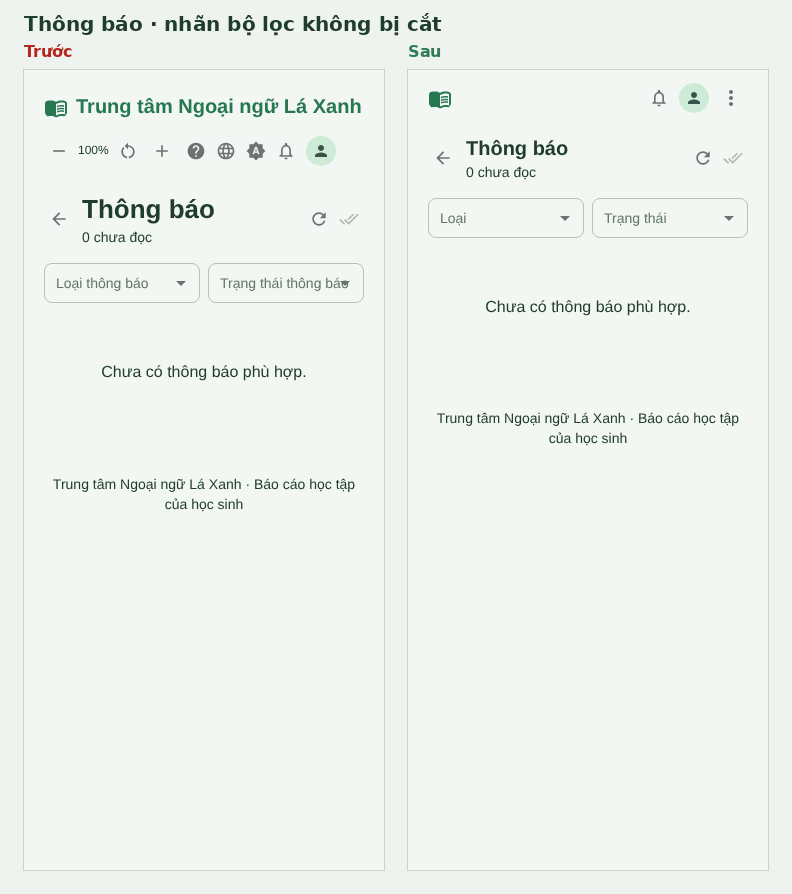 Thông báo · nhãn bộ lọc không bị cắt
Trước
Trung tâm Ngoại ngữ Lá Xanh
100%
Thông báo
0 chưa đọc
Loại thông báo
Trạng thái thông báo
Chưa có thông báo phù hợp.
Trung tâm Ngoại ngữ Lá Xanh · Báo cáo học tập
của học sinh
Sau
Thông báo
0 chưa đọc
Loại
Trạng thái
Chưa có thông báo phù hợp.
Trung tâm Ngoại ngữ Lá Xanh · Báo cáo học tập
của học sinh